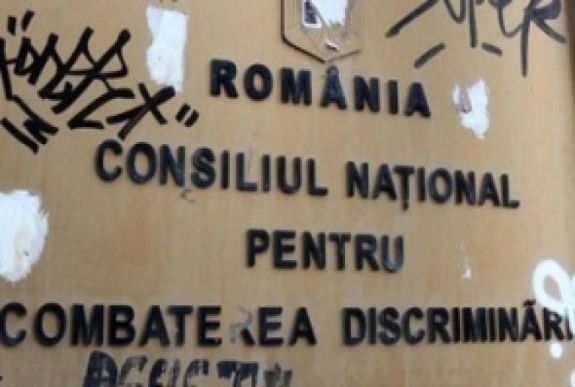 ROMÂNIA
CONSILIUL NAȚIONAL
PENTRU
COMBATEREA DISCRIMINĂRI